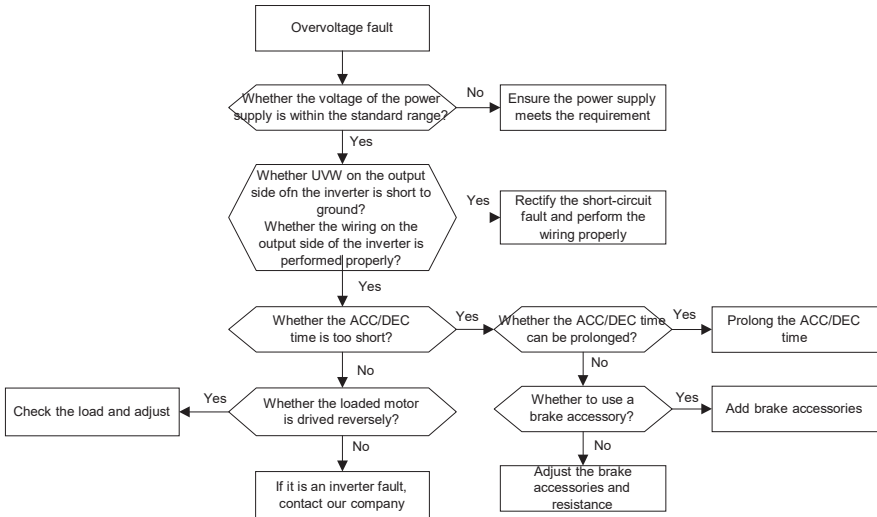 Overvoltage fault
Whether the voltage of the power
supply is within the standard range?
No
Ensure the power supply
meets the requirement
Yes
Whether UVW on the output
side ofn the inverter is short to
ground?
Whether the wiring on the
output side of the inverter is
performed properly?
Yes
Rectify the short-circuit
fault and perform the
wiring properly
Yes
Whether the ACC/DEC
time is too short?
Yes
Whether the ACC/DEC time
can be prolonged?
Yes
Prolong the ACC/DEC
time
No
No
Check the load and adjust
Yes
Whether the loaded motor
is drived reversely?
Whether to use a
brake accessory?
Yes
Add brake accessories
No
No
If it is an inverter fault,
contact our company
Adjust the brake
accessories and
resistance